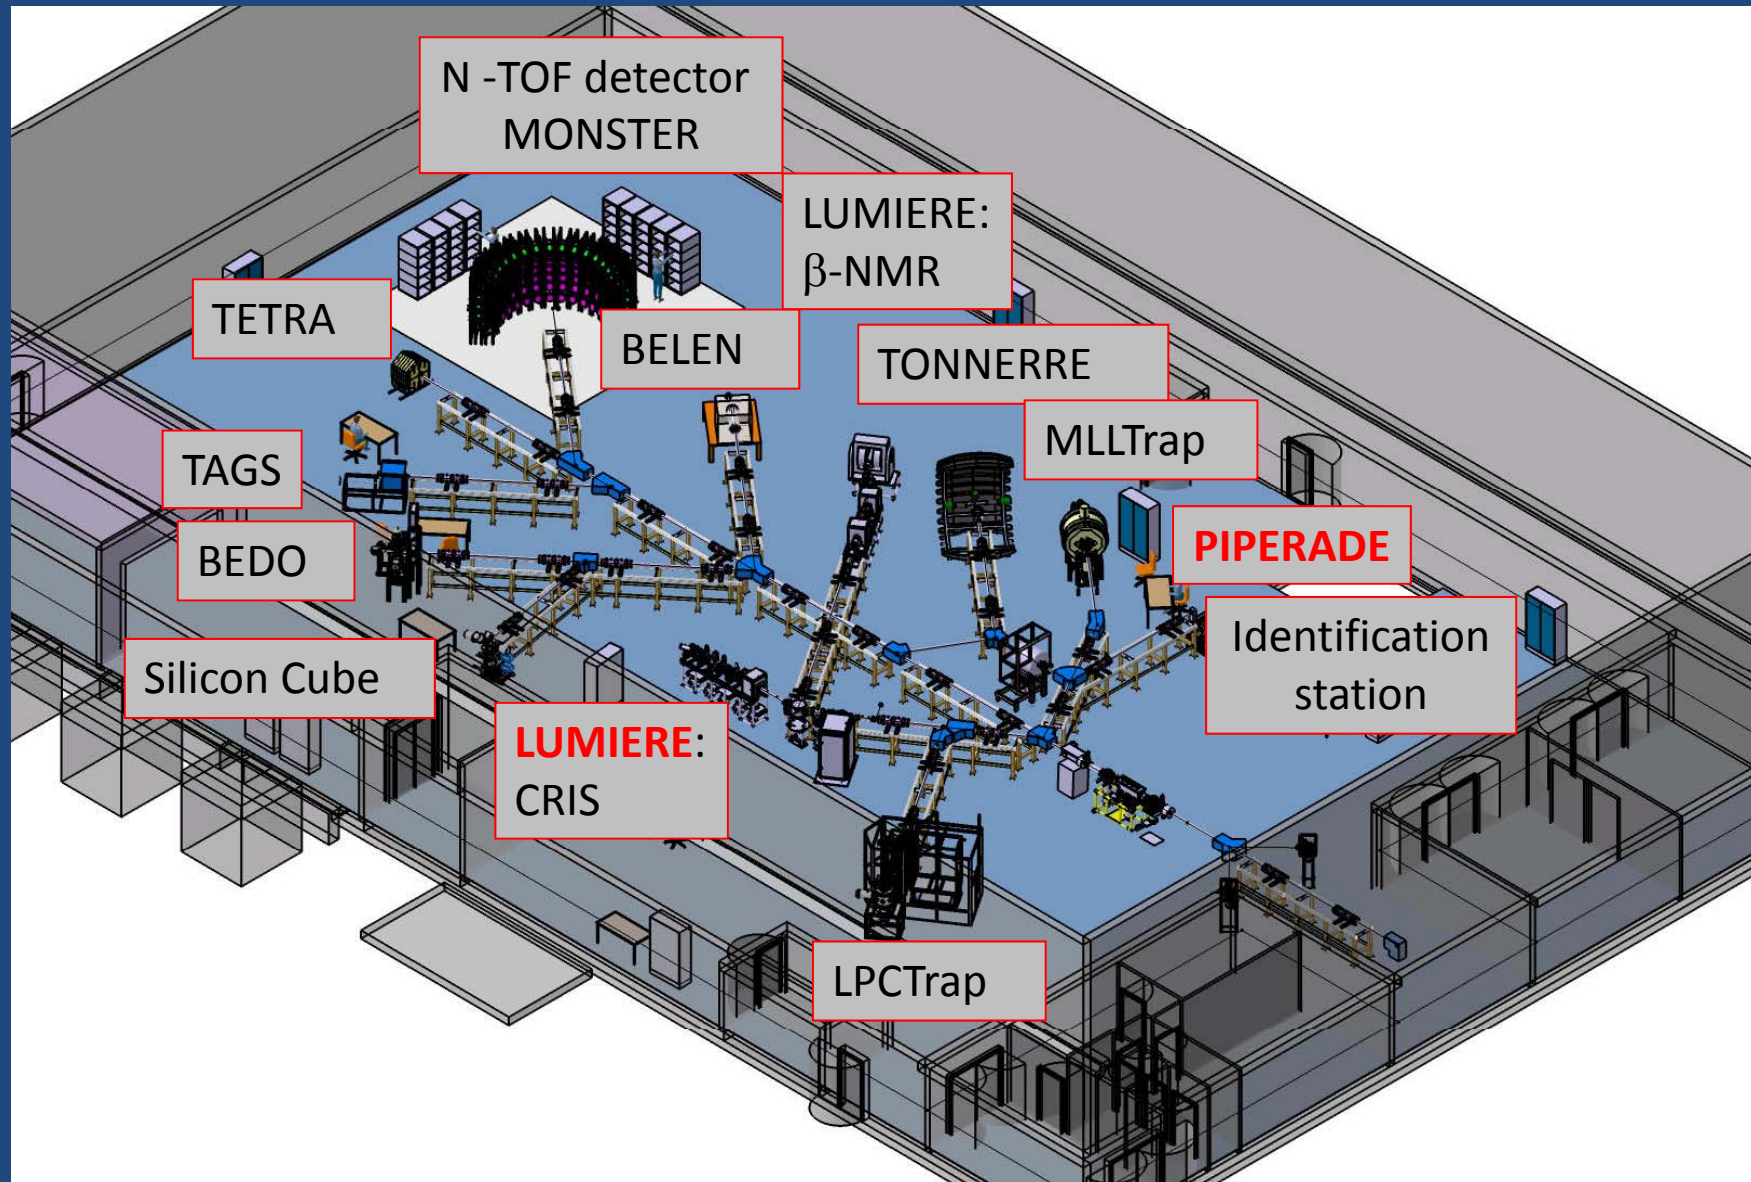 N -TOF detector
MONSTER
LUMIERE:
β-NMR
TETRA
BELEN
TONNERRE
MLLTrap
TAGS
PIPERADE
BEDO
Identification
station
Silicon Cube
LUMIERE:
CRIS
LPCTrap